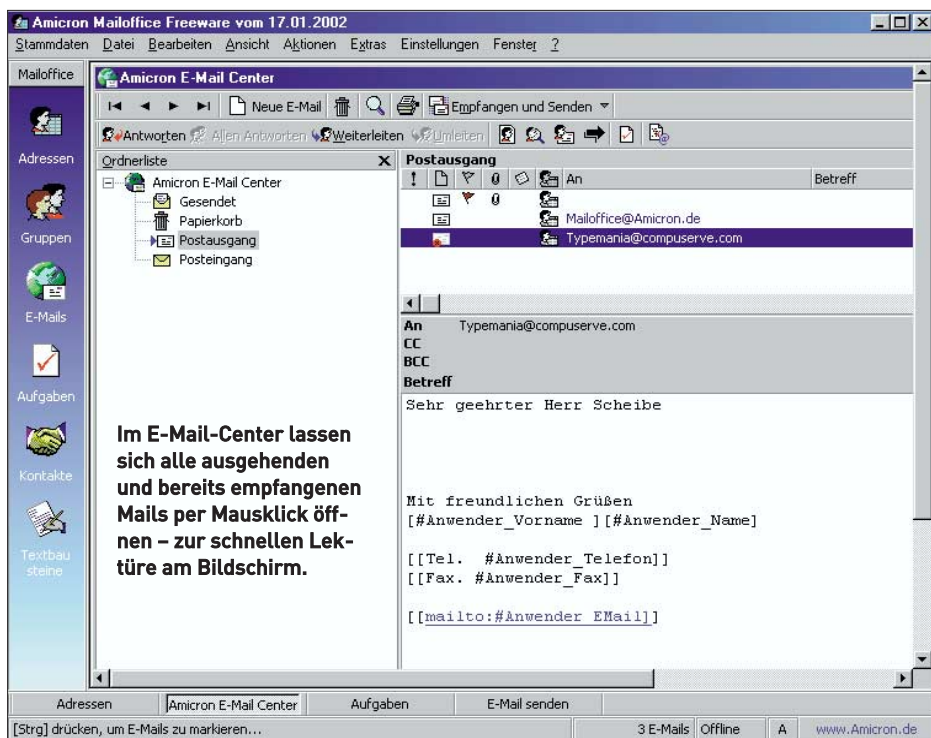 Amicron Mailoffice Freeware vom 17.01.2002
Stammdaten Datei Bearbeiten Ansicht Aktionen Extras Einstellungen Fenster ?
Mailoffice
Amicron E-Mail Center
Neue E-Mail Empfangen und Senden
Antworten Allen Antworten Weiterleiten Umleiten
Adressen
Gruppen
E-Mails
Aufgaben
Kontakte
Textbau
steine
Ordnerliste
Amicron E-Mail Center
Gesendet
Papierkorb
Postausgang
Posteingang
Im E-Mail-Center lassen
sich alle ausgehenden
und bereits empfangenen
Mails per Mausklick öff-
nen – zur schnellen Lek-
türe am Bildschirm.
Postausgang
An Betreff
Mailoffice@Amicron.de
Typemania@compuserve.com
An Typemania@compuserve.com
CC
BCC
Betreff
Sehr geehrter Herr Scheibe
Mit freundlichen Grüßen
[#Anwender_Vorname ][#Anwender_Name]
[[Tel. #Anwender_Telefon]]
[[Fax. #Anwender_Fax]]
[[mailto:#Anwender_EMail]]
Adressen Amicron E-Mail Center Aufgaben E-Mail senden
[Strg] drücken, um E-Mails zu markieren... 3 E-Mails Offline A www.Amicron.de